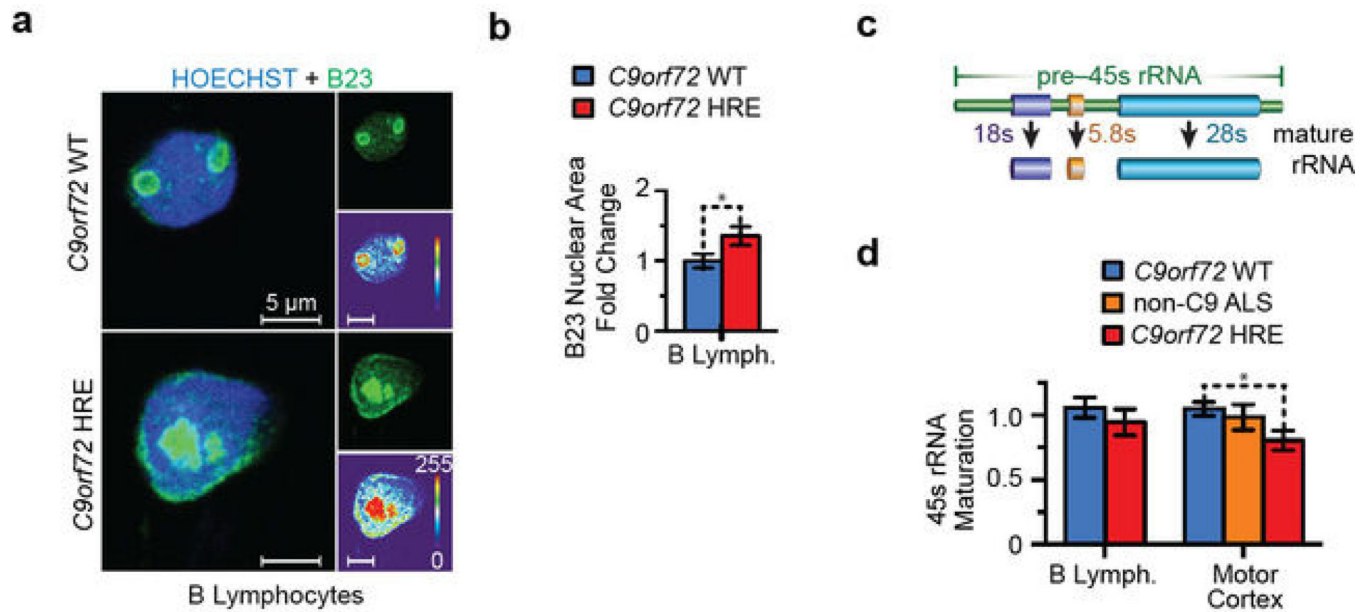 a
HOECHST + B23
C9orf72 WT
5 µm
C9orf72 HRE
255
0
B Lymphocytes
b
C9orf72 WT
C9orf72 HRE
B23 Nuclear Area
Fold Change
2
1
0
*
B Lymph.
c
pre–45s rRNA
18s
5.8s
28s
mature
rRNA
d
C9orf72 WT
non-C9 ALS
C9orf72 HRE
45s rRNA
Maturation
1.0
0.5
0
*
B Lymph.
Motor
Cortex